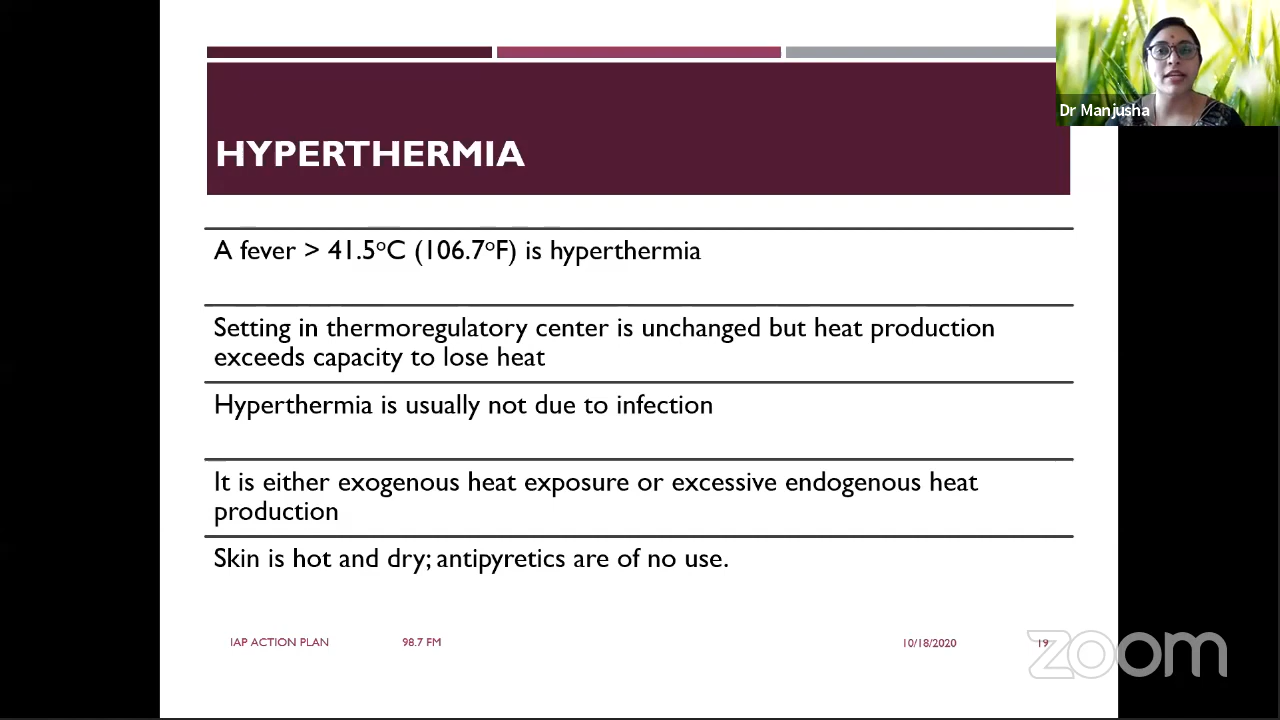 Dr Manjusha
HYPERTHERMIA
A fever > 41.5°C (106.7°F) is hyperthermia
Setting in thermoregulatory center is unchanged but heat production
exceeds capacity to lose heat
Hyperthermia is usually not due to infection
It is either exogenous heat exposure or excessive endogenous heat
production
Skin is hot and dry; antipyretics are of no use.
IAP ACTION PLAN 98.7 FM 10/18/2020 19
zoom